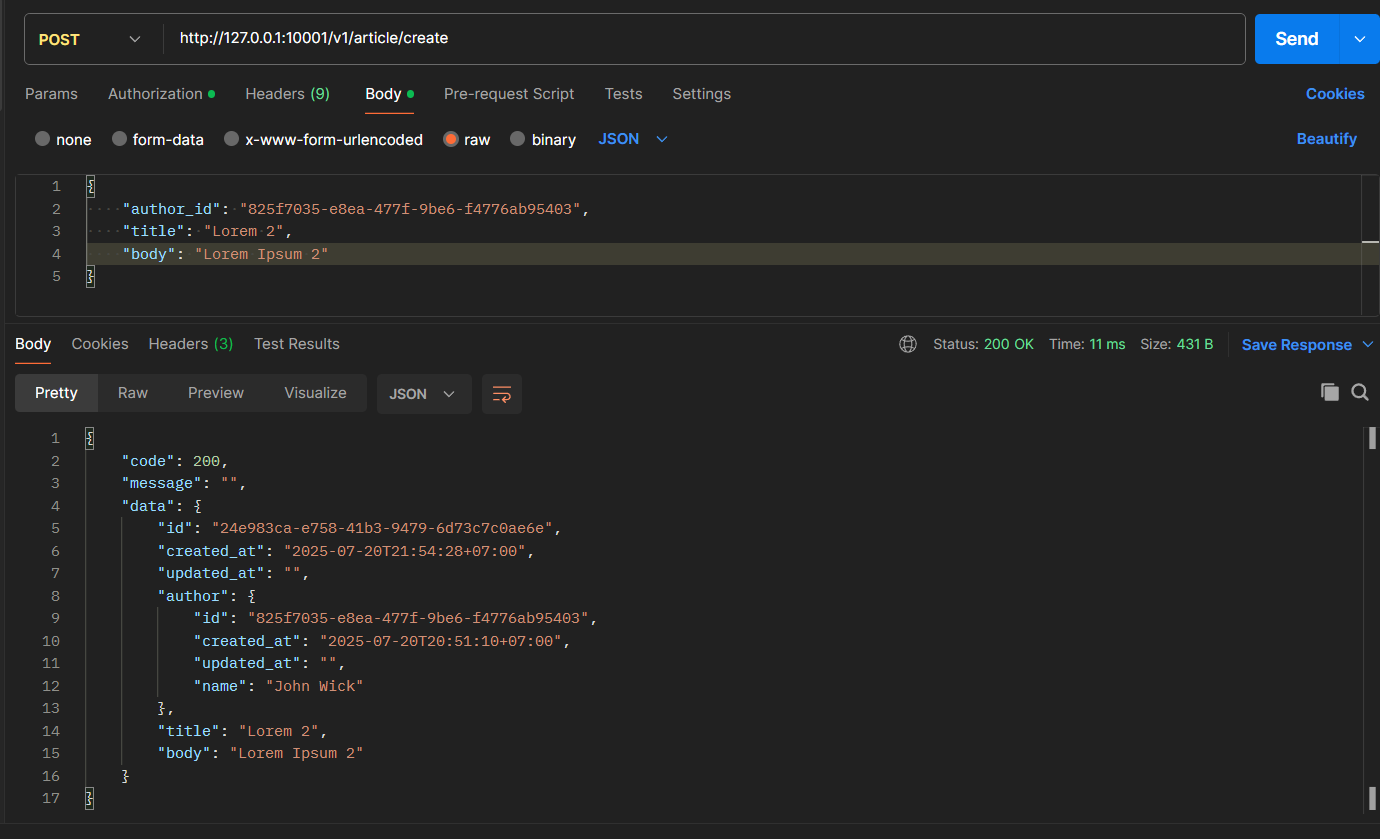 POST http://127.0.0.1:10001/v1/article/create Send
Params Authorization Headers (9) Body Pre-request Script Tests Settings Cookies
none form-data x-www-form-urlencoded raw binary JSON Beautify
1 {
2 "author_id": "825f7035-e8ea-477f-9be6-f4776ab95403",
3 "title": "Lorem 2",
4 "body": "Lorem Ipsum 2"
5 }
Body Cookies Headers (3) Test Results Status: 200 OK Time: 11 ms Size: 431 B Save Response
Pretty Raw Preview Visualize JSON
1 {
2 "code": 200,
3 "message": "",
4 "data": {
5 "id": "24e983ca-e758-41b3-9479-6d73c7c0ae6e",
6 "created_at": "2025-07-20T21:54:28+07:00",
7 "updated_at": "",
8 "author": {
9 "id": "825f7035-e8ea-477f-9be6-f4776ab95403",
10 "created_at": "2025-07-20T20:51:10+07:00",
11 "updated_at": "",
12 "name": "John Wick"
13 },
14 "title": "Lorem 2",
15 "body": "Lorem Ipsum 2"
16 }
17 }